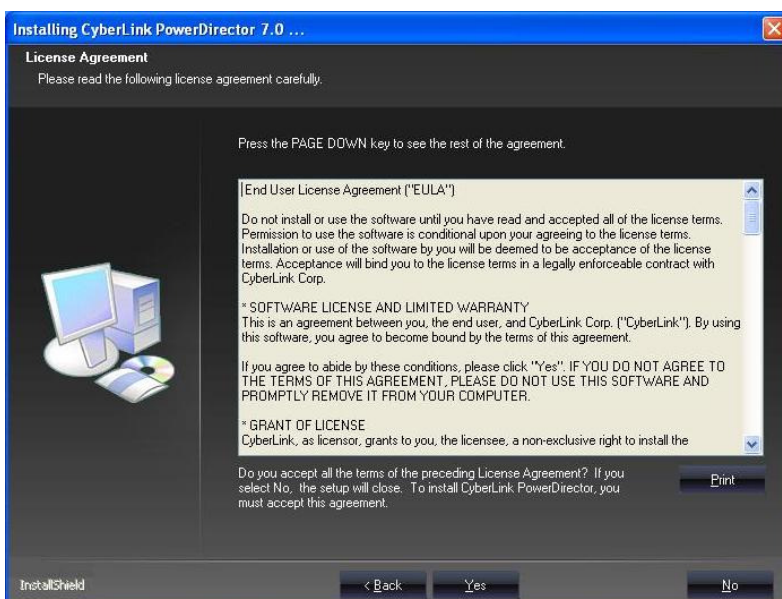 Installing CyberLink PowerDirector 7.0 ...
License Agreement
Please read the following license agreement carefully.
Press the PAGE DOWN key to see the rest of the agreement.
End User License Agreement ("EULA")
Do not install or use the software until you have read and accepted all of the license terms.
Permission to use the software is conditional upon your agreeing to the license terms.
Installation or use of the software by you will be deemed to be acceptance of the license
terms. Acceptance will bind you to the license terms in a legally enforceable contract with
CyberLink Corp.
* SOFTWARE LICENSE AND LIMITED WARRANTY
This is an agreement between you, the end user, and CyberLink Corp. ("CyberLink"). By using
this software, you agree to become bound by the terms of this agreement.
If you agree to abide by these conditions, please click "Yes". IF YOU DO NOT AGREE TO
THE TERMS OF THIS AGREEMENT, PLEASE DO NOT USE THIS SOFTWARE AND
PROMPTLY REMOVE IT FROM YOUR COMPUTER.
* GRANT OF LICENSE
CyberLink, as licensor, grants to you, the licensee, a non-exclusive right to install the
Do you accept all the terms of the preceding License Agreement? If you
select No, the setup will close. To install CyberLink PowerDirector, you
must accept this agreement.
Print
InstallShield
< Back
Yes
No